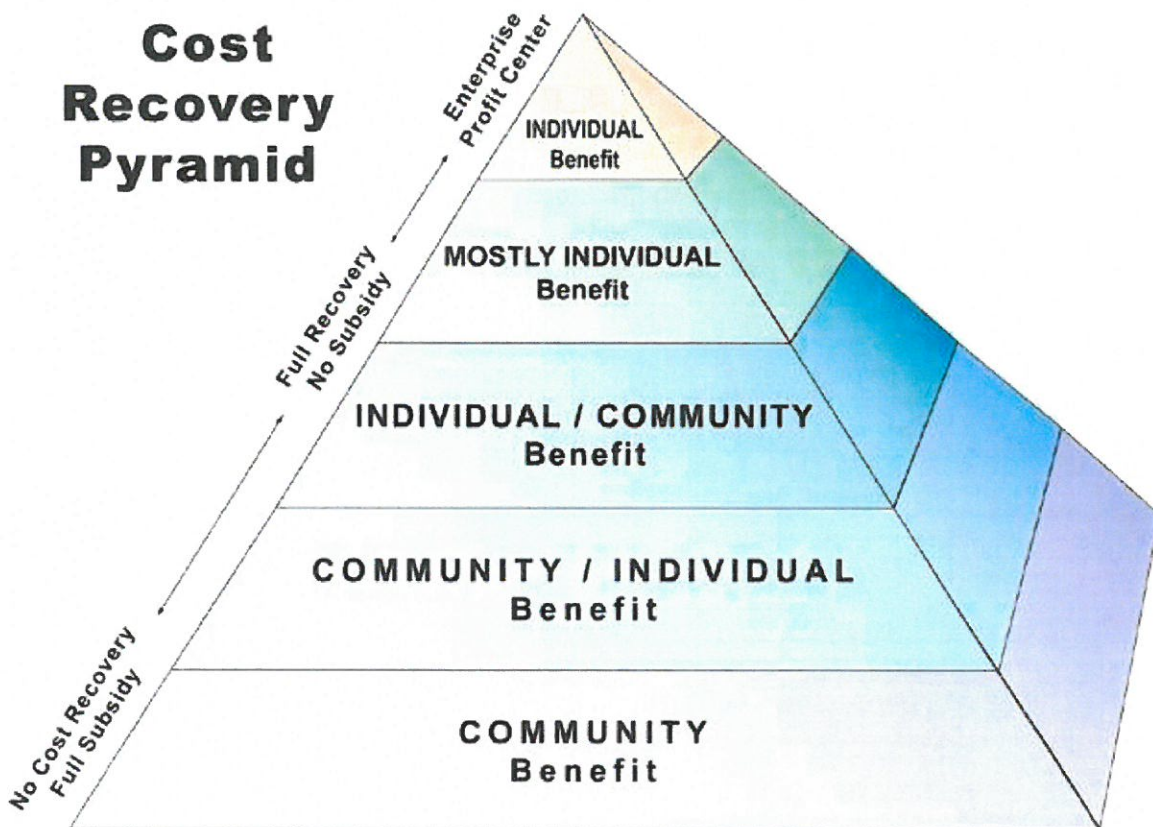 Cost
Recovery
Pyramid
Enterprise
Profit Center
Full Recovery
No Subsidy
No Cost Recovery
Full Subsidy
INDIVIDUAL
Benefit
MOSTLY INDIVIDUAL
Benefit
INDIVIDUAL / COMMUNITY
Benefit
COMMUNITY / INDIVIDUAL
Benefit
COMMUNITY
Benefit